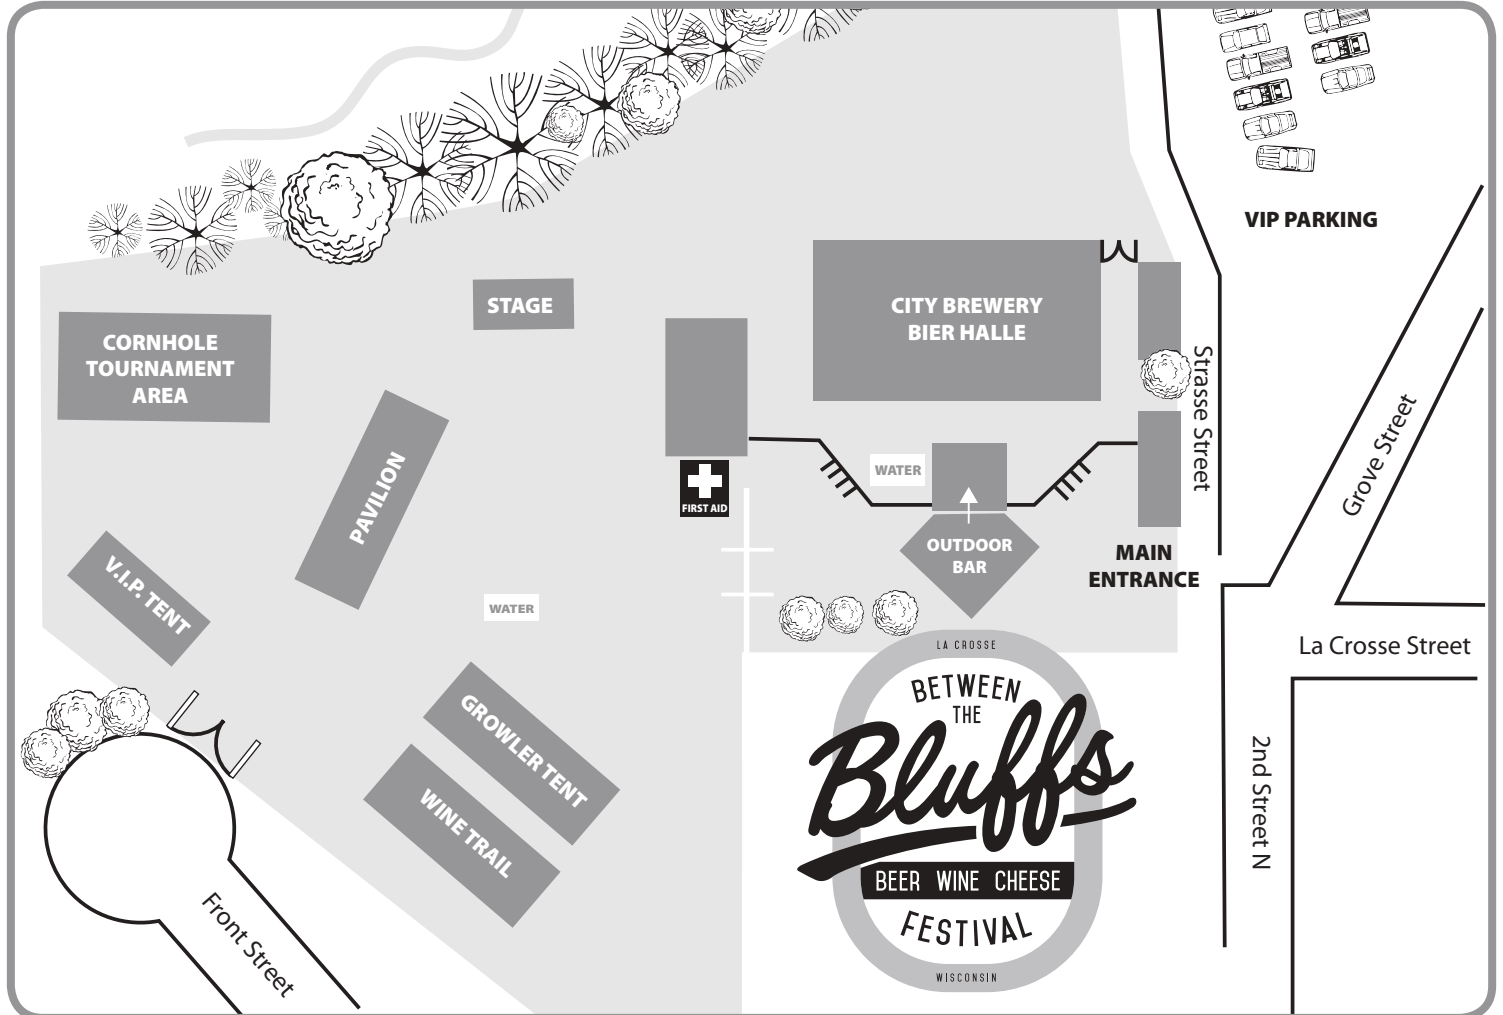 VIP PARKING
STAGE
CITY BREWERY
BIER HALLE
CORNHOLE
TOURNAMENT
AREA
Strasse Street
Grove Street
PAVILION
WATER
FIRST AID
OUTDOOR
BAR
MAIN
ENTRANCE
V.I.P. TENT
WATER
La Crosse Street
LA CROSSE
BETWEEN
THE
Bluffs
BEER WINE CHEESE
FESTIVAL
WISCONSIN
GROWLER TENT
WINE TRAIL
2nd Street N
Front Street